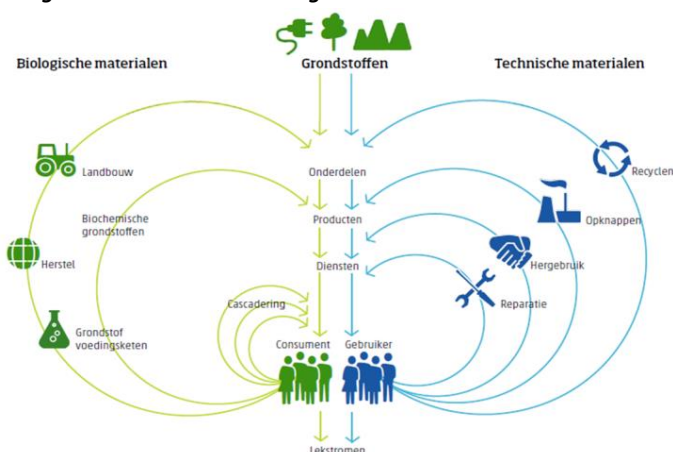 Biologische materialen
Grondstoffen
Technische materialen
Landbouw
Onderdelen
Recyclen
Biochemische
grondstoffen
Producten
Opknappen
Herstel
Diensten
Hergebruik
Cascadering
Reparatie
Grondstof
voedingsketen
Consument
Gebruiker
Lekstromen